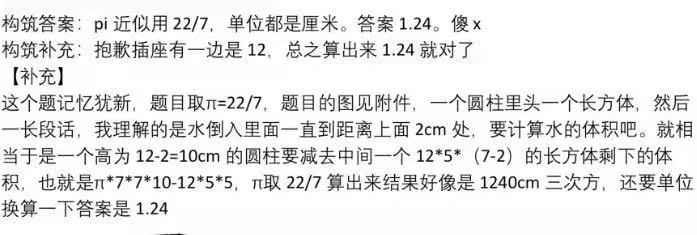 构筑答案：pi 近似用 22/7，单位都是厘米。答案 1.24。傻 x
构筑补充：抱歉插座有一边是 12，总之算出来 1.24 就对了
【补充】
这个题记忆犹新，题目取π=22/7，题目的图见附件，一个圆柱里头一个长方体，然后
一长段话，我理解的是水倒入里面一直到距离上面 2cm 处，要计算水的体积吧。就相
当于是一个高为 12-2=10cm 的圆柱要减去中间一个 12*5*（7-2）的长方体剩下的体
积，也就是π*7*7*10-12*5*5，π取 22/7 算出来结果好像是 1240cm 三次方，还要单位
换算一下答案是 1.24